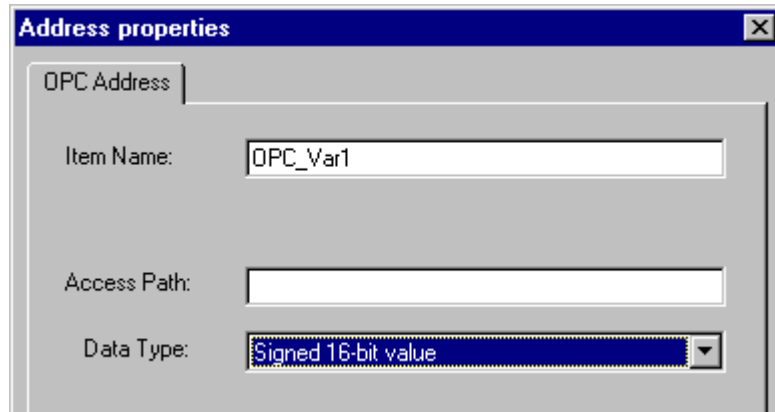 Address properties
OPC Address
Item Name: OPC_Var1
Access Path:
Data Type: Signed 16-bit value